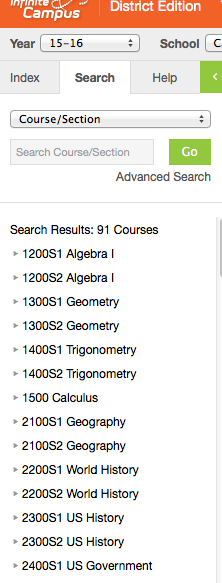 Infinite Campus District Edition
Year 15-16 School
Index Search Help
Course/Section
Search Course/Section Go
Advanced Search
Search Results: 91 Courses
1200S1 Algebra I
1200S2 Algebra I
1300S1 Geometry
1300S2 Geometry
1400S1 Trigonometry
1400S2 Trigonometry
1500 Calculus
2100S1 Geography
2100S2 Geography
2200S1 World History
2200S2 World History
2300S1 US History
2300S2 US History
2400S1 US Government